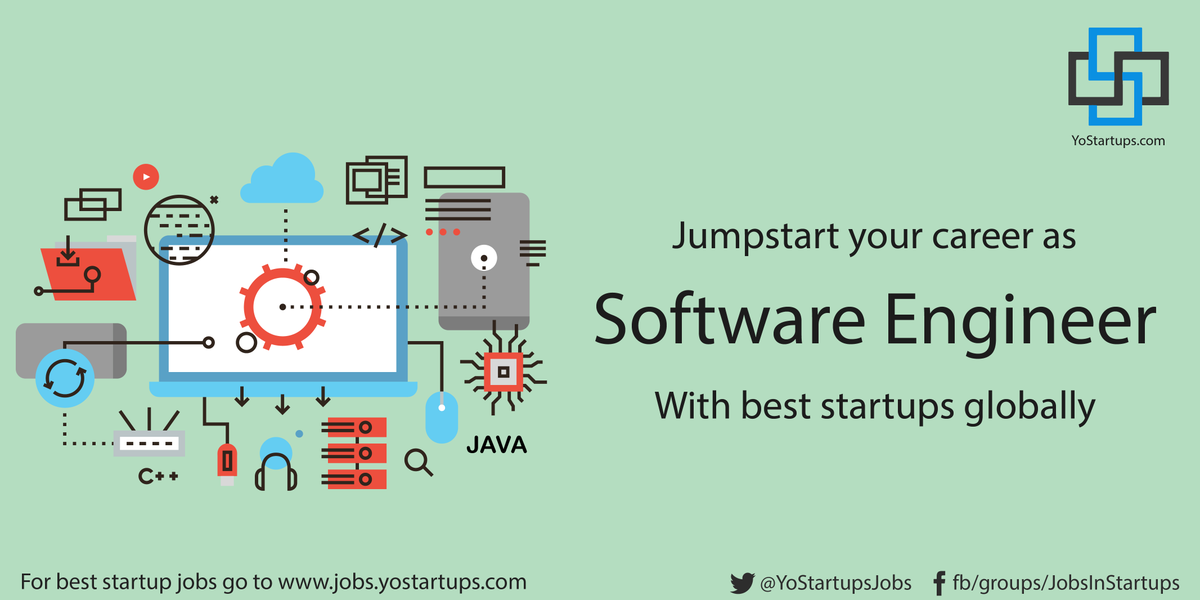 YoStartups.com
Jumpstart your career as
Software Engineer
With best startups globally
</>
JAVA
C++
For best startup jobs go to www.jobs.yostartups.com
@YoStartupsJobs
fb/groups/JobsInStartups